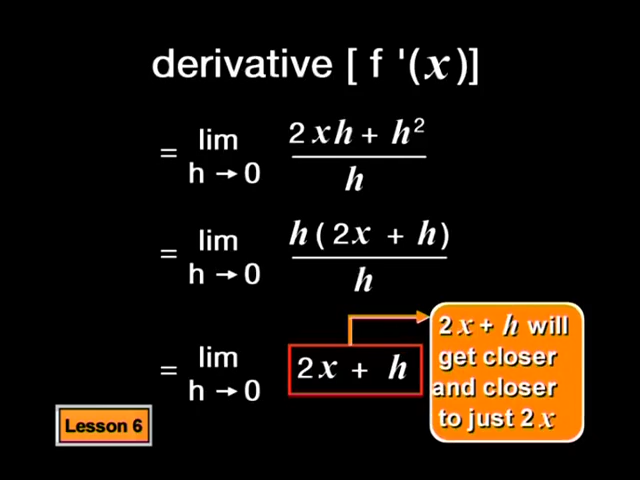 derivative [ f '(x)]
= lim h→0 2xh + h² / h
= lim h→0 h(2x + h) / h
= lim h→0 2x + h
2x + h will
get closer
and closer
to just 2x
Lesson 6